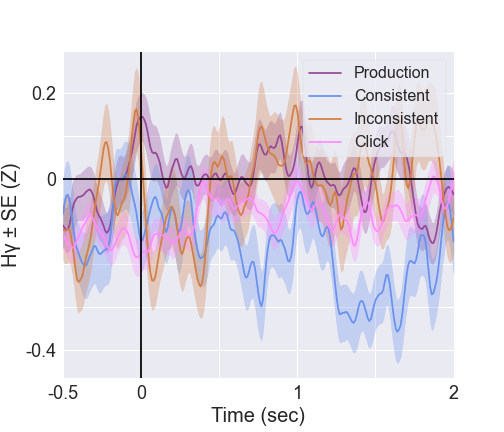 Production
Consistent
Inconsistent
Click
0.2
0
-0.4
Hγ ± SE (Z)
-0.5 0 1 2
Time (sec)